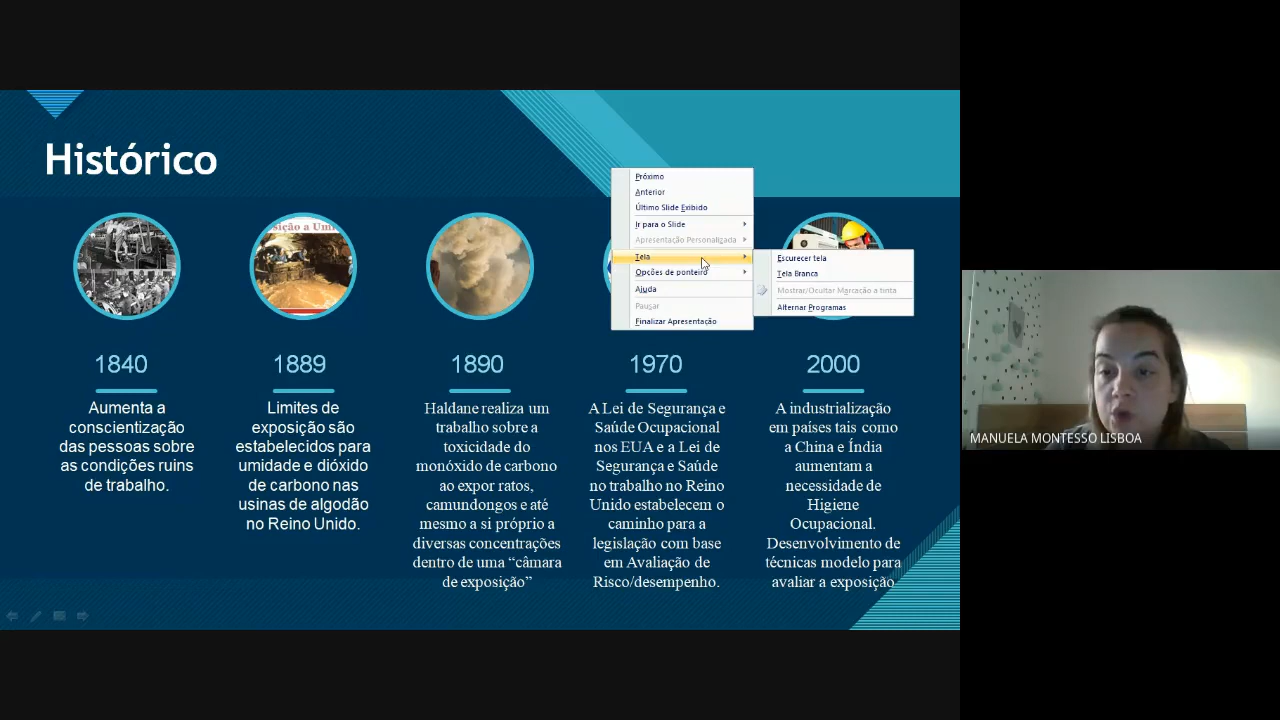 Histórico
Próximo
Anterior
Último Slide Exibido
Ir para o Slide
Apresentação Personalizada
Tela
Opções de ponteiro
Ajuda
Pausar
Finalizar Apresentação
Escurecer tela
Tela Branca
Mostrar/Ocultar Marcação a tinta
Alternar Programas
1840
Aumenta a
conscientização
das pessoas sobre
as condições ruins
de trabalho.
1889
Limites de
exposição são
estabelecidos para
umidade e dióxido
de carbono nas
usinas de algodão
no Reino Unido.
1890
Haldane realiza um
trabalho sobre a
toxicidade do
monóxido de carbono
ao expor ratos,
camundongos e até
mesmo a si próprio a
diversas concentrações
dentro de uma “câmara
de exposição”
1970
A Lei de Segurança e
Saúde Ocupacional
nos EUA e a Lei de
Segurança e Saúde
no trabalho no Reino
Unido estabelecem o
caminho para a
legislação com base
em Avaliação de
Risco/desempenho.
2000
A industrialização
em países tais como
a China e Índia
aumentam a
necessidade de
Higiene
Ocupacional.
Desenvolvimento de
técnicas modelo para
avaliar a exposição
MANUELA MONTESSO LISBOA